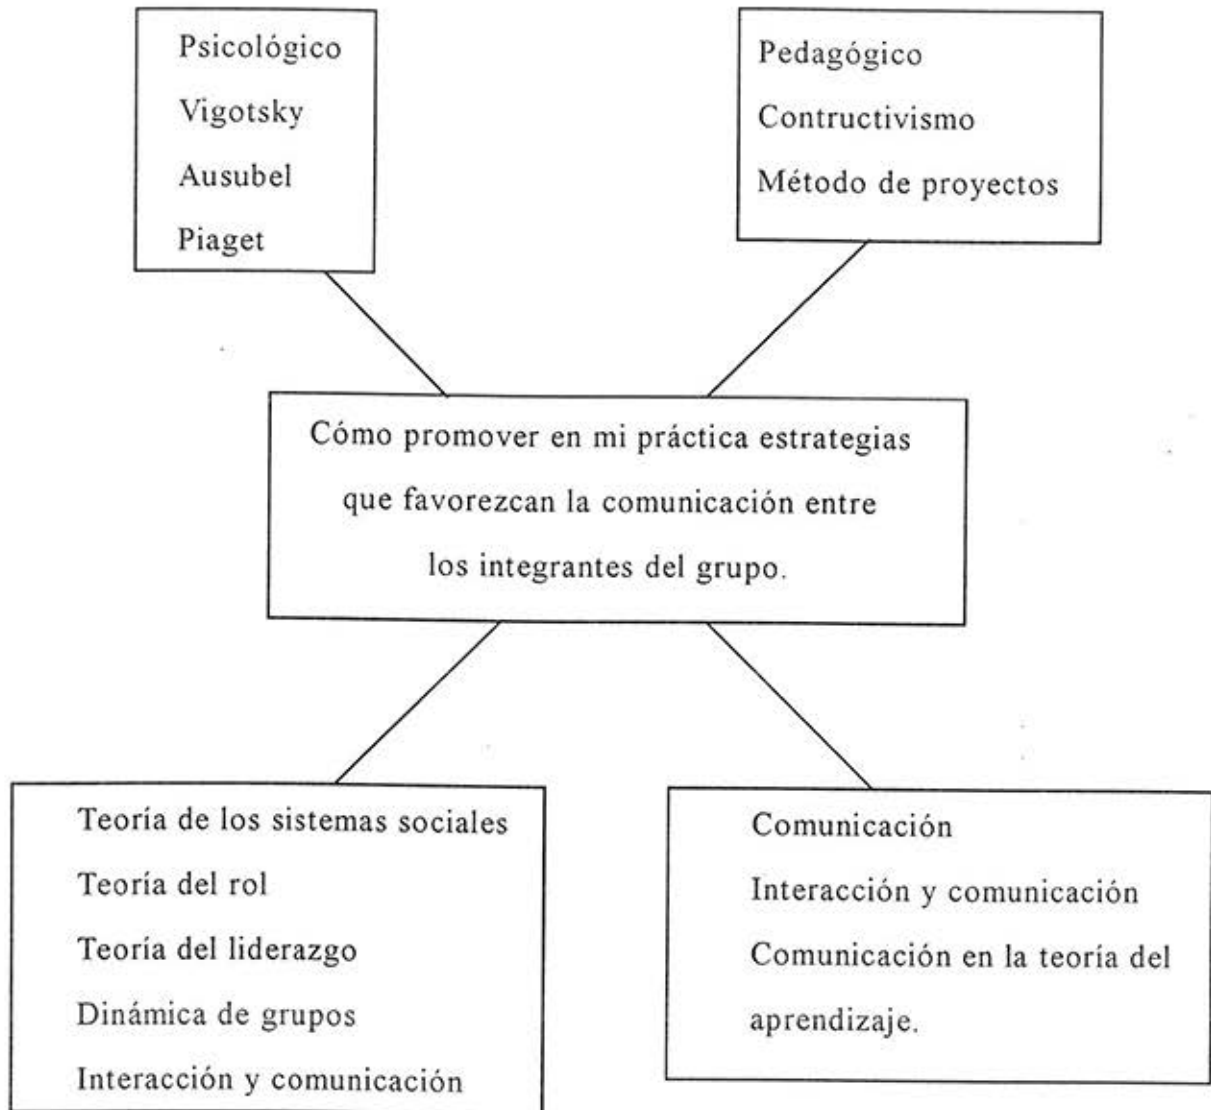 Psicológico
Vigotsky
Ausubel
Piaget
Pedagógico
Contructivismo
Método de proyectos
Cómo promover en mi práctica estrategias
que favorezcan la comunicación entre
los integrantes del grupo.
Teoría de los sistemas sociales
Teoría del rol
Teoría del liderazgo
Dinámica de grupos
Interacción y comunicación
Comunicación
Interacción y comunicación
Comunicación en la teoría del
aprendizaje.